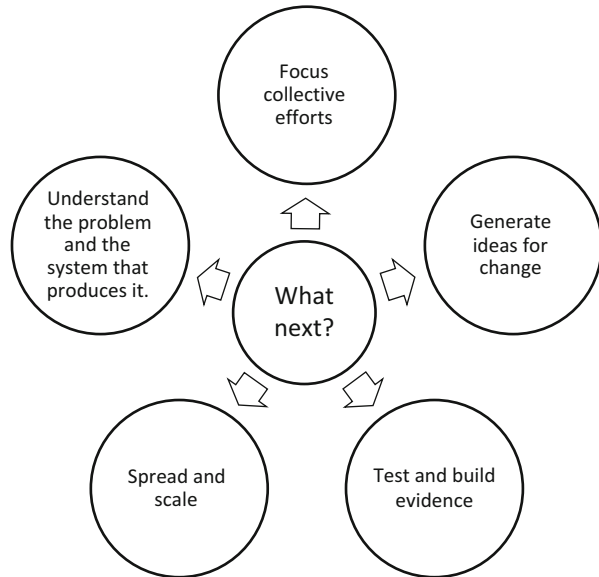 Focus
collective
efforts
Understand
the problem
and the
system that
produces it.
Generate
ideas for
change
What
next?
Spread and
scale
Test and build
evidence